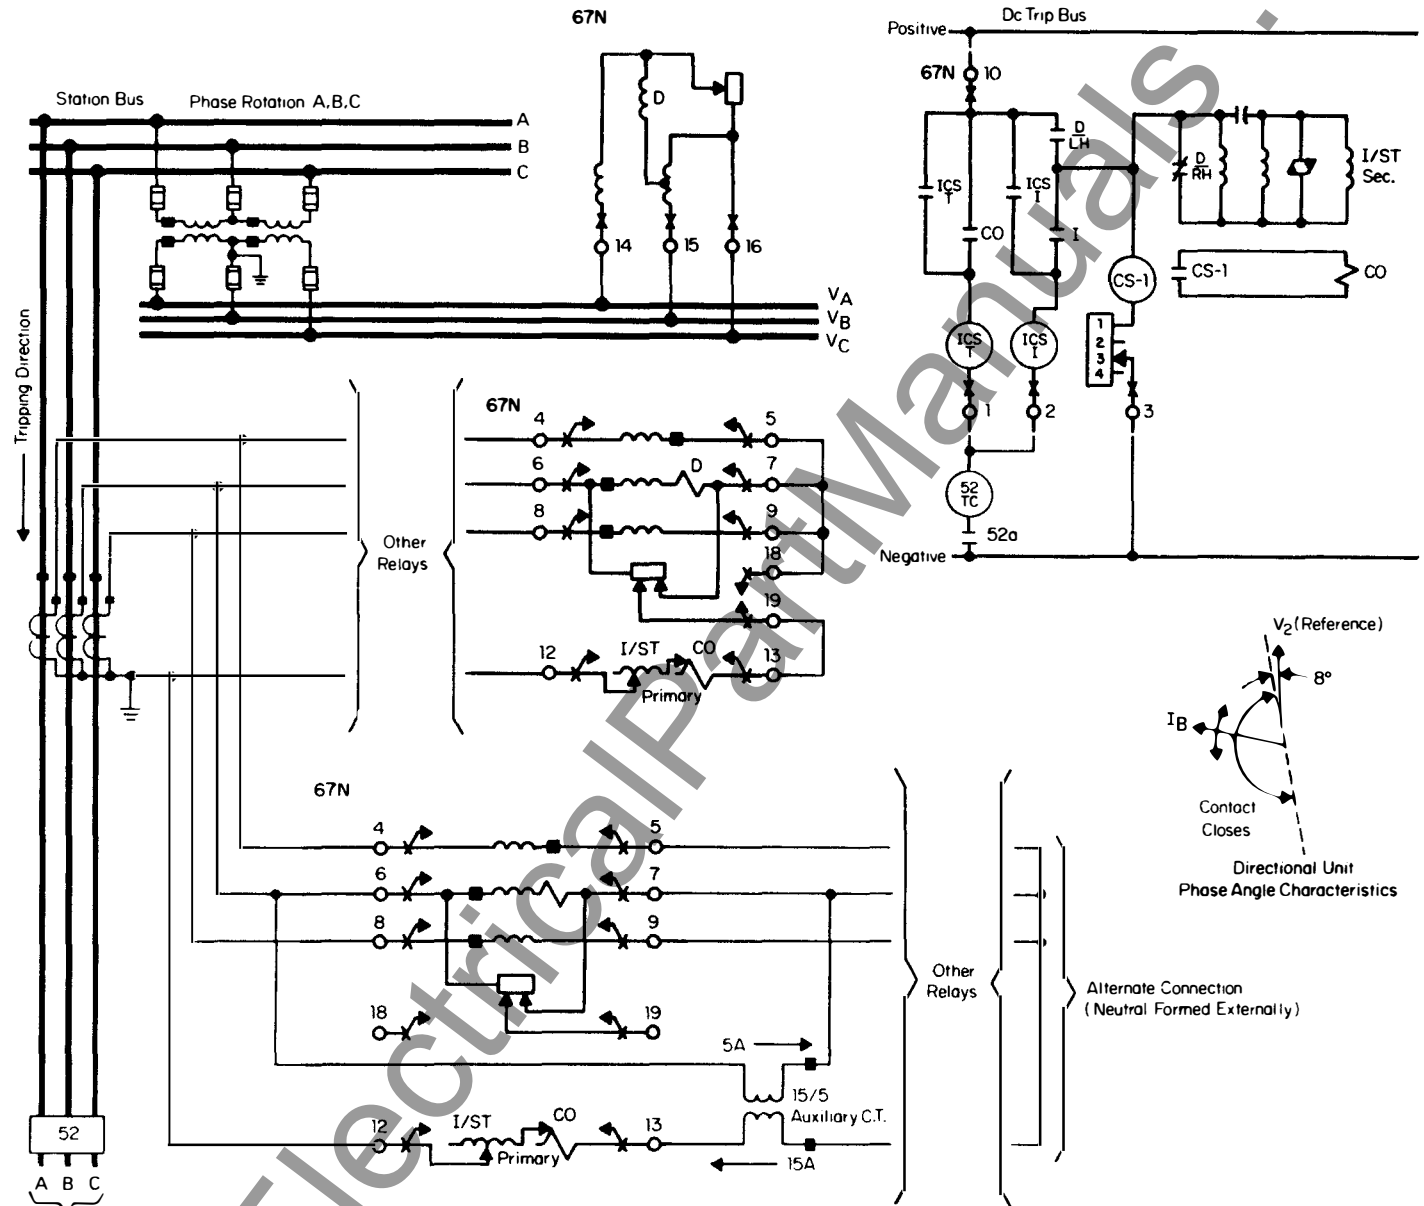 67N
Dc Trip Bus
Positive
67N
10
Station Bus
Phase Rotation A,B,C
A
B
C
D
14
15
16
VA
VB
VC
ICS
T
CO
ICS
I
D
LH
I
D
RH
I/ST
Sec.
CS-1
CS-1
CO
ICS
T
ICS
I
1
2
3
4
1
2
3
52
TC
52a
Negative
Tripping Direction
67N
4
5
6
D
7
8
9
18
19
Other
Relays
12
I/ST
CO
13
Primary
V2 (Reference)
8°
IB
Contact
Closes
Directional Unit
Phase Angle Characteristics
67N
4
5
6
7
8
9
18
19
5A
15/5
Auxiliary C.T.
12
I/ST
CO
13
Primary
15A
Other
Relays
Alternate Connection
(Neutral Formed Externally)
52
A B C
ElectricalPartManuals .